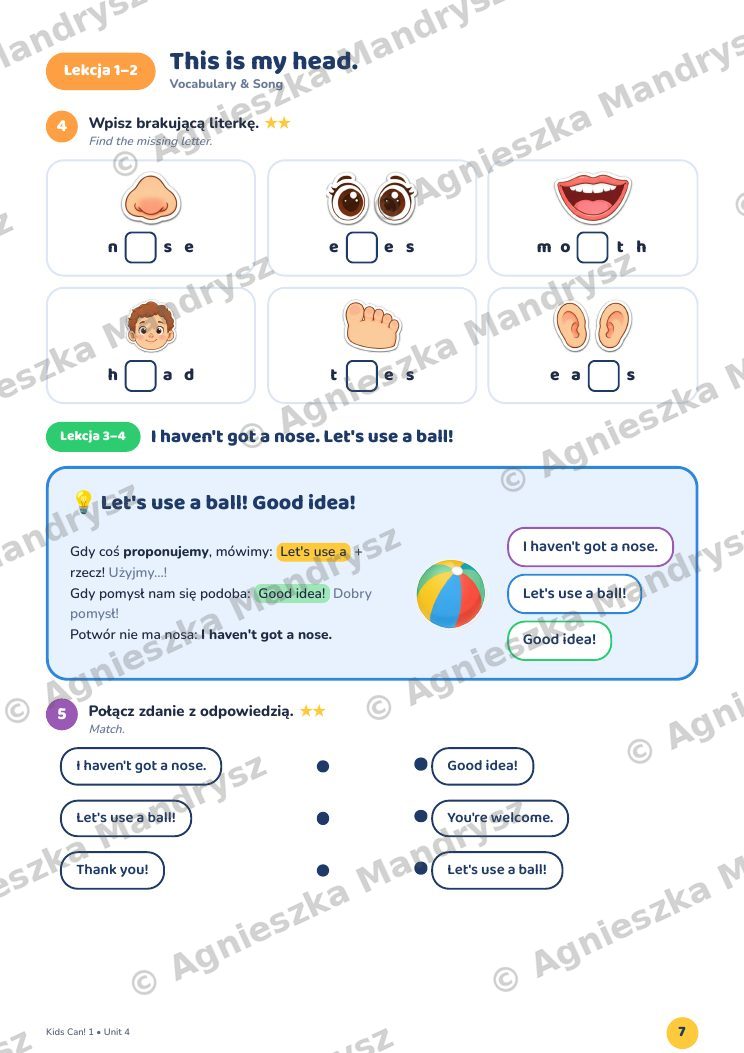 Lekcja 1–2
This is my head.
Vocabulary & Song
4
Wpisz brakującą literkę. ⭐⭐
Find the missing letter.
n s e
e e s
m o t h
h a d
t e s
e a s
Lekcja 3–4
I haven't got a nose. Let's use a ball!
💡 Let's use a ball! Good idea!
Gdy coś proponujemy, mówimy: Let's use a +
rzecz! Użyjmy...!
Gdy pomysł nam się podoba: Good idea! Dobry
pomysł!
Potwór nie ma nosa: I haven't got a nose.
I haven't got a nose.
Let's use a ball!
Good idea!
5
Połącz zdanie z odpowiedzią. ⭐⭐
Match.
I haven't got a nose.
Good idea!
Let's use a ball!
You're welcome.
Thank you!
Let's use a ball!
Kids Can! 1 • Unit 4
7
© Agnieszka Mandrysz